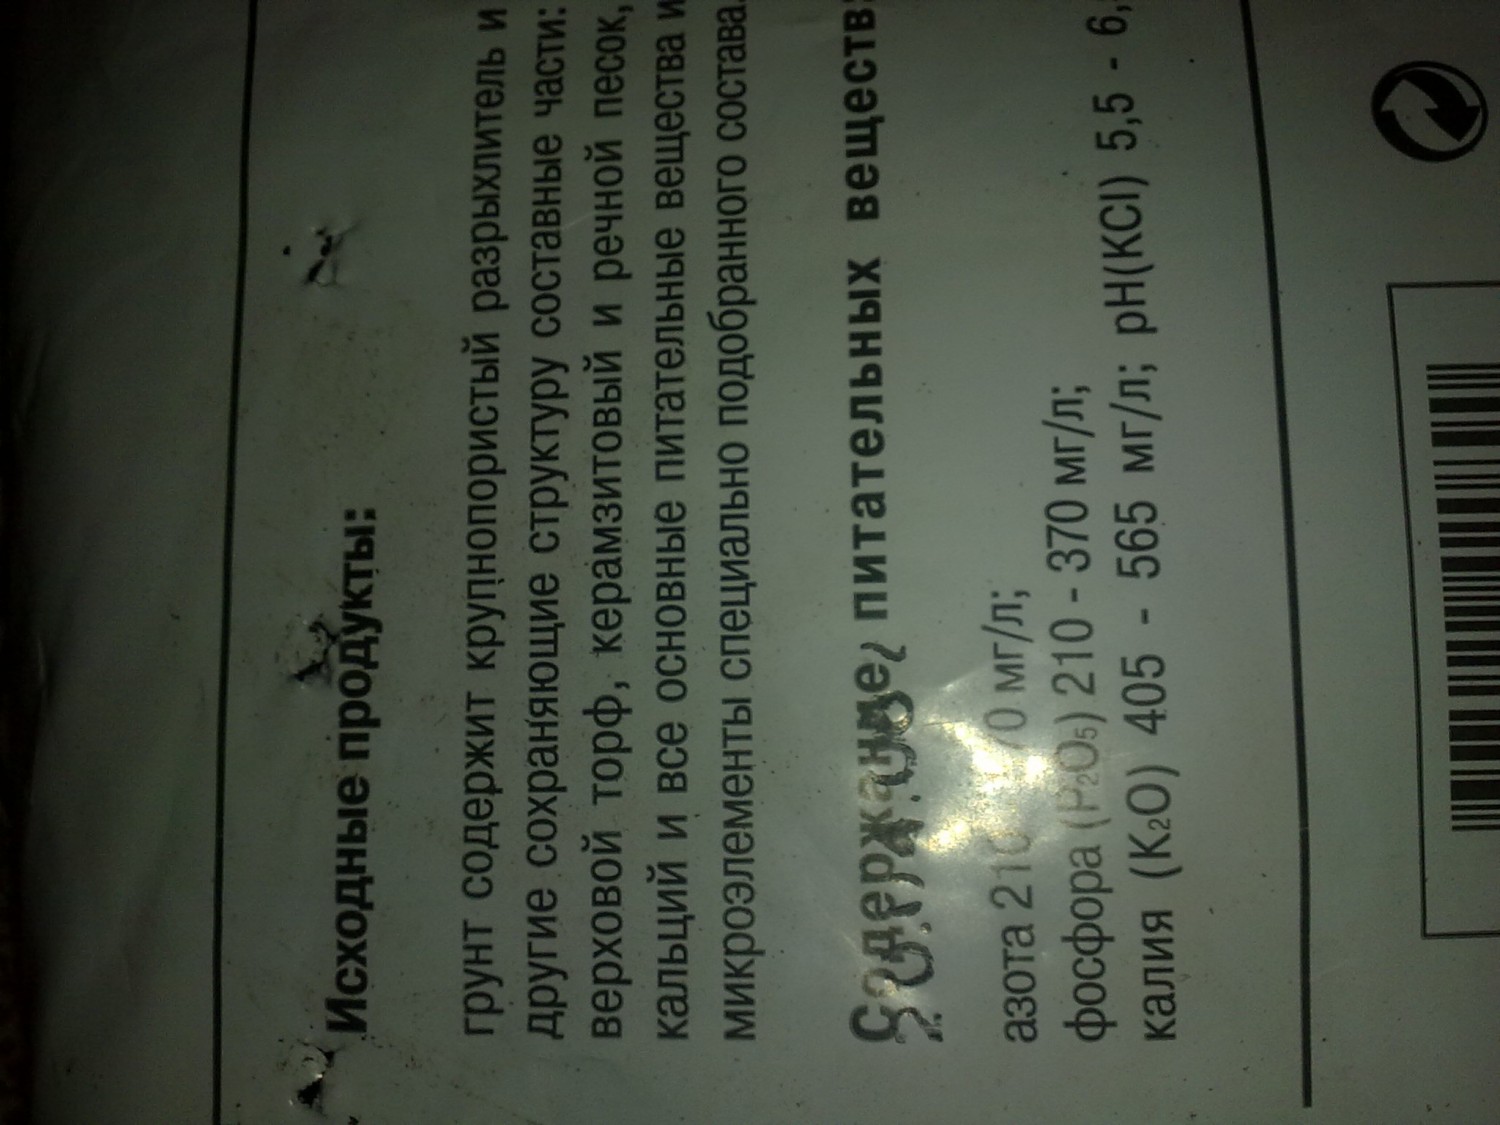 Исходные продукты:
грунт содержит крупнопористый разрыхлитель и
другие сохраняющие структуру составные части:
верховой торф, керамзитовый и речной песок,
кальций и все основные питательные вещества и
микроэлементы специально подобранного состава.
Содержание питательных веществ:
азота мг/л;
фосфора (P₂O₅) 210 - 370 мг/л;
калия (K₂O) 405 - 565 мг/л; pH(KCl) 5,5 -